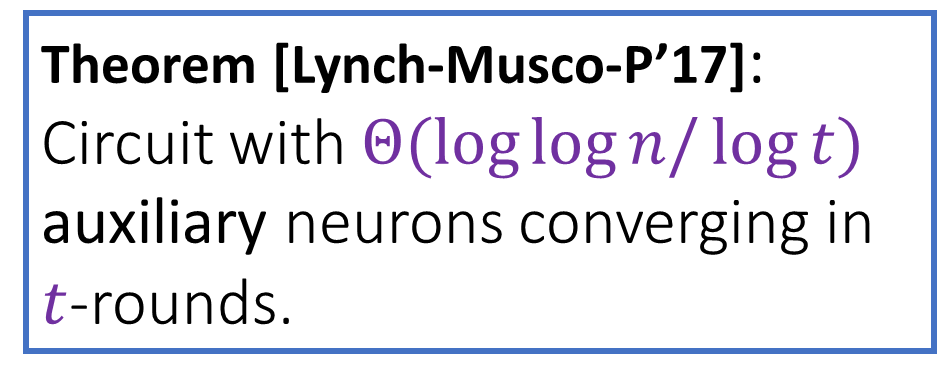 Theorem [Lynch-Musco-P’17]:
Circuit with Θ(log log n/ log t)
auxiliary neurons converging in
t-rounds.